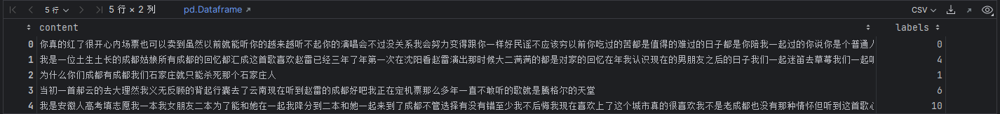 5 行 5 行 × 2 列 pd.Dataframe CSV
content labels
0 你真的红了很开心内场票也可以卖到虽然以前就能听你的越来越听不起你的演唱会不过没关系我会努力变得跟你一样好民谣不应该穷以前你吃过的苦都是值得的难过的日子都是你陪我一起过的你说你是个普通人 0
1 我是一位土生土长的成都姑娘所有成都的回忆都汇成这首歌喜欢赵雷已经三年了年第一次在沈阳看赵雷演出那时候大二满满的都是对家的回忆在年我认识现在的男朋友之后的日子我们一起迷笛去草莓我们一起 4
2 为什么你们成都有成都我们石家庄就只能杀死那个石家庄人 1
3 当初一首郝云的去大理然我义无反顾的背起行囊去了云南现在听到赵雷的成都好吧我正在定机票那么多年一直不敢听的歌就是腾格尔的天堂 6
4 我是安徽人高考填志愿我一本我女朋友二本为了能和她在一起我降分到二本和她一起来到了成都不管选择有没有错至少我不后悔我现在喜欢上了这个城市真的很喜欢我不是老成都也没有那种情怀但听到这首歌心 10